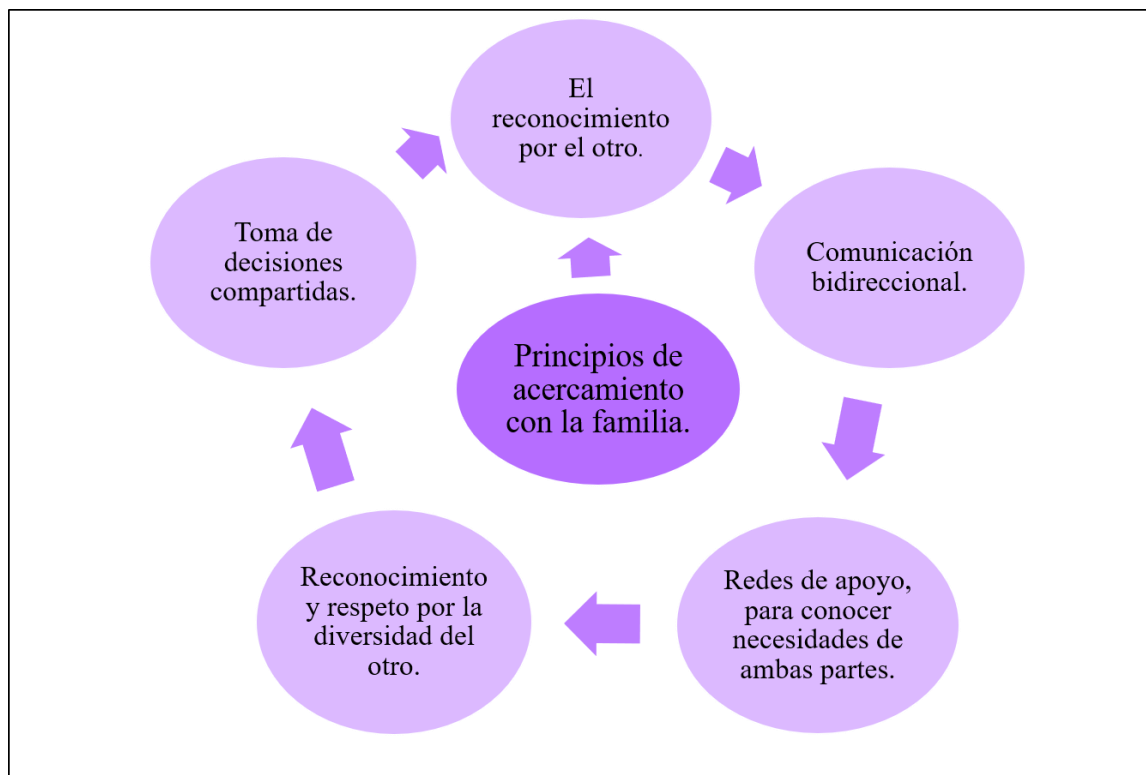 El
reconocimiento
por el otro.
Comunicación
bidireccional.
Redes de apoyo,
para conocer
necesidades de
ambas partes.
Reconocimiento
y respeto por la
diversidad del
otro.
Toma de
decisiones
compartidas.
Principios de
acercamiento
con la familia.